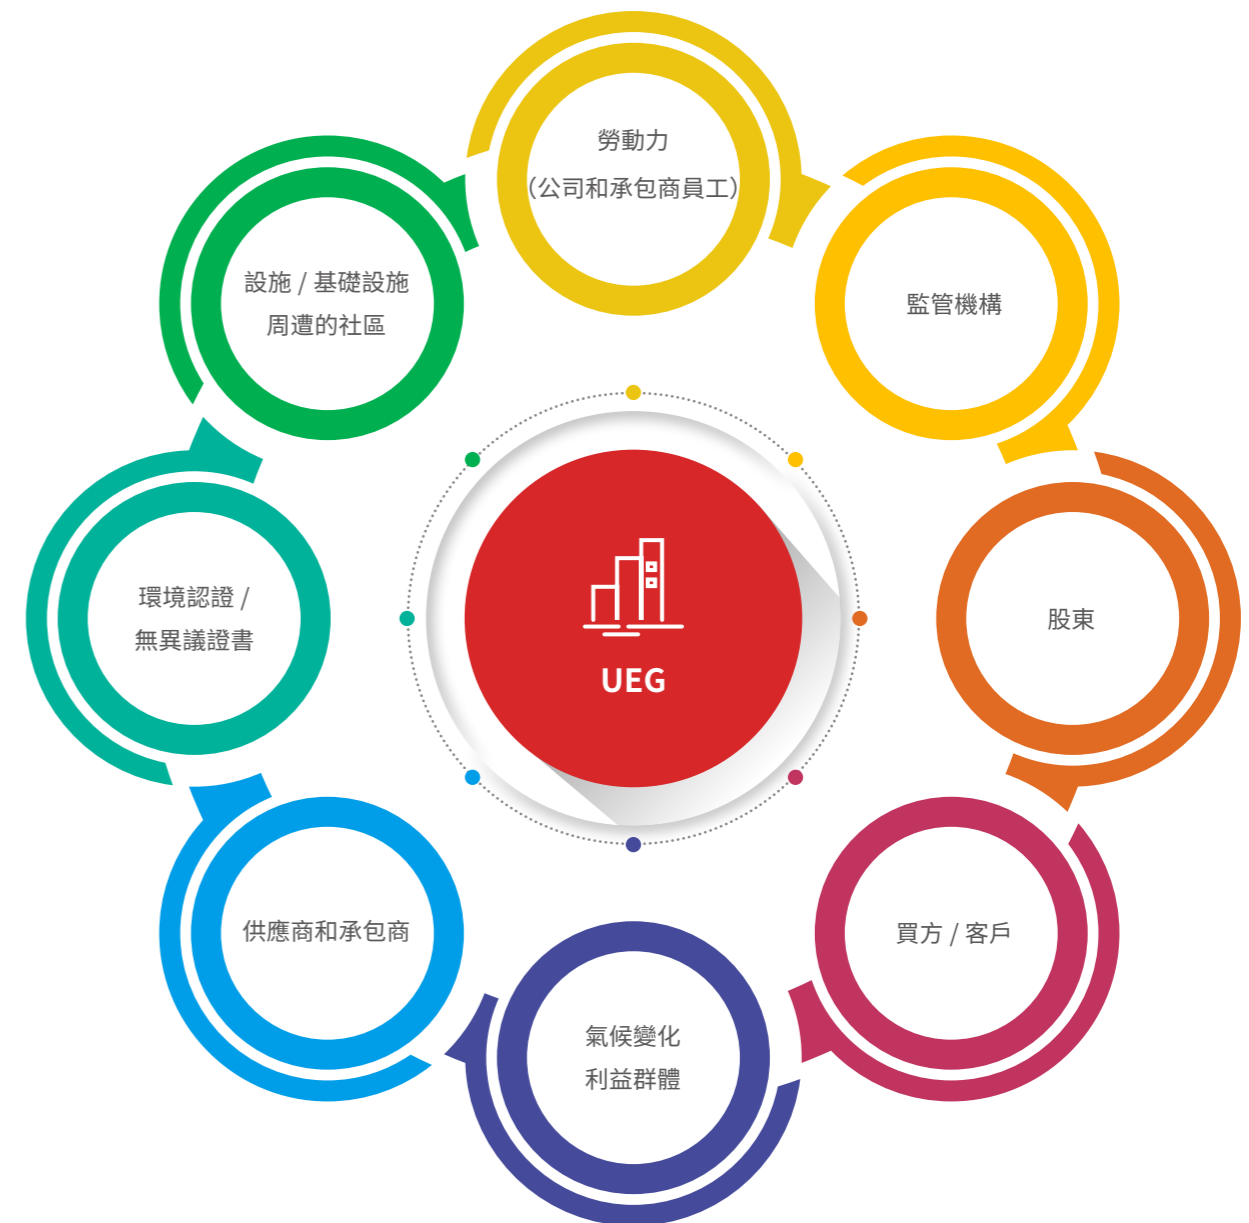 勞動力
（公司和承包商員工）
監管機構
股東
買方 / 客戶
氣候變化
利益群體
供應商和承包商
環境認證 /
無異議證書
設施 / 基礎設施
周遭的社區
UEG